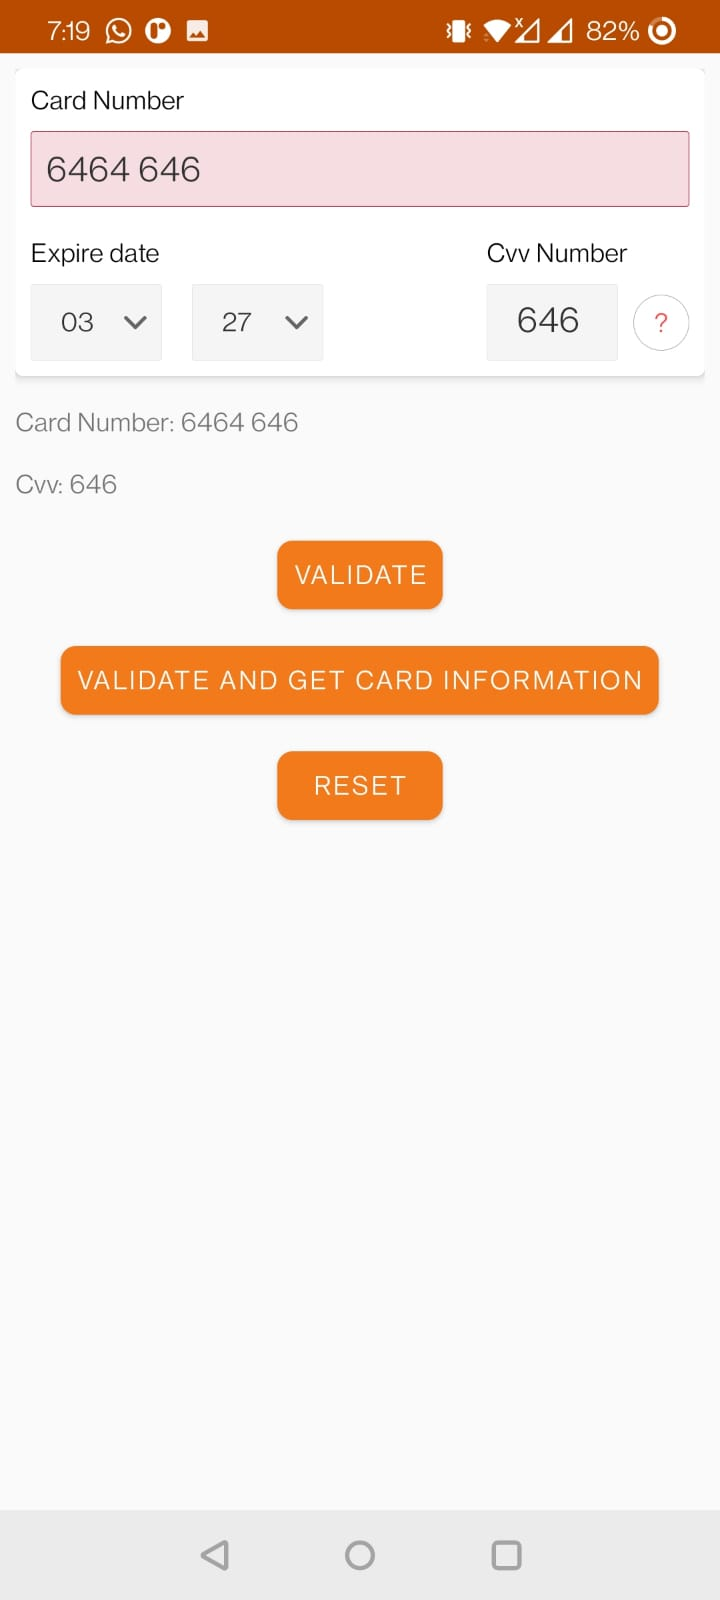 7:19 82%
Card Number
6464 646
Expire date Cvv Number
03 27 646 ?
Card Number: 6464 646
Cvv: 646
VALIDATE
VALIDATE AND GET CARD INFORMATION
RESET